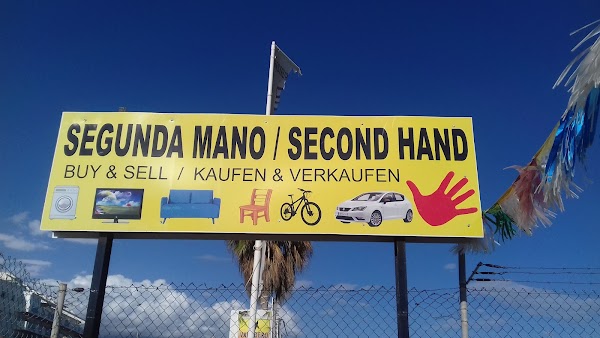 SEGUNDA MANO / SECOND HAND
BUY & SELL / KAUFEN & VERKAUFEN